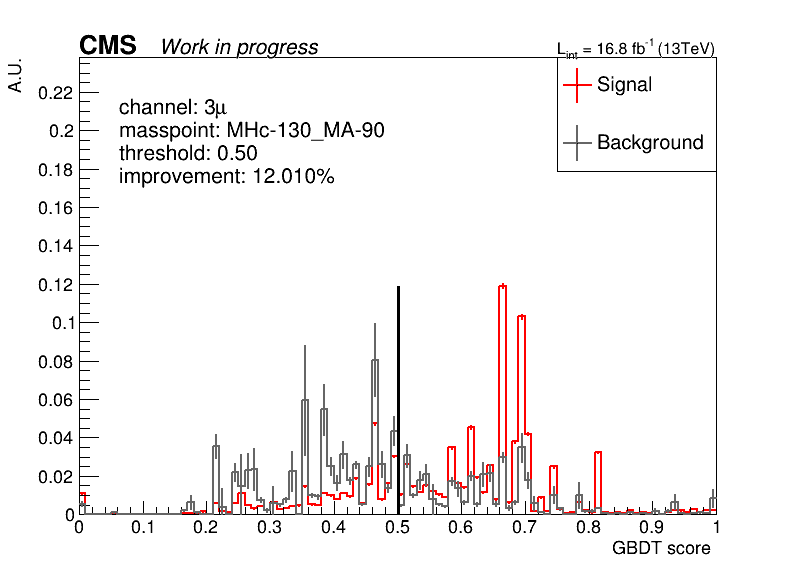 CMS Work in progress
L_int = 16.8 fb^-1 (13TeV)
A.U.
Signal
Background
channel: 3μ
masspoint: MHc-130_MA-90
threshold: 0.50
improvement: 12.010%
0.22
0.2
0.18
0.16
0.14
0.12
0.1
0.08
0.06
0.04
0.02
0
0 0.1 0.2 0.3 0.4 0.5 0.6 0.7 0.8 0.9 1
GBDT score